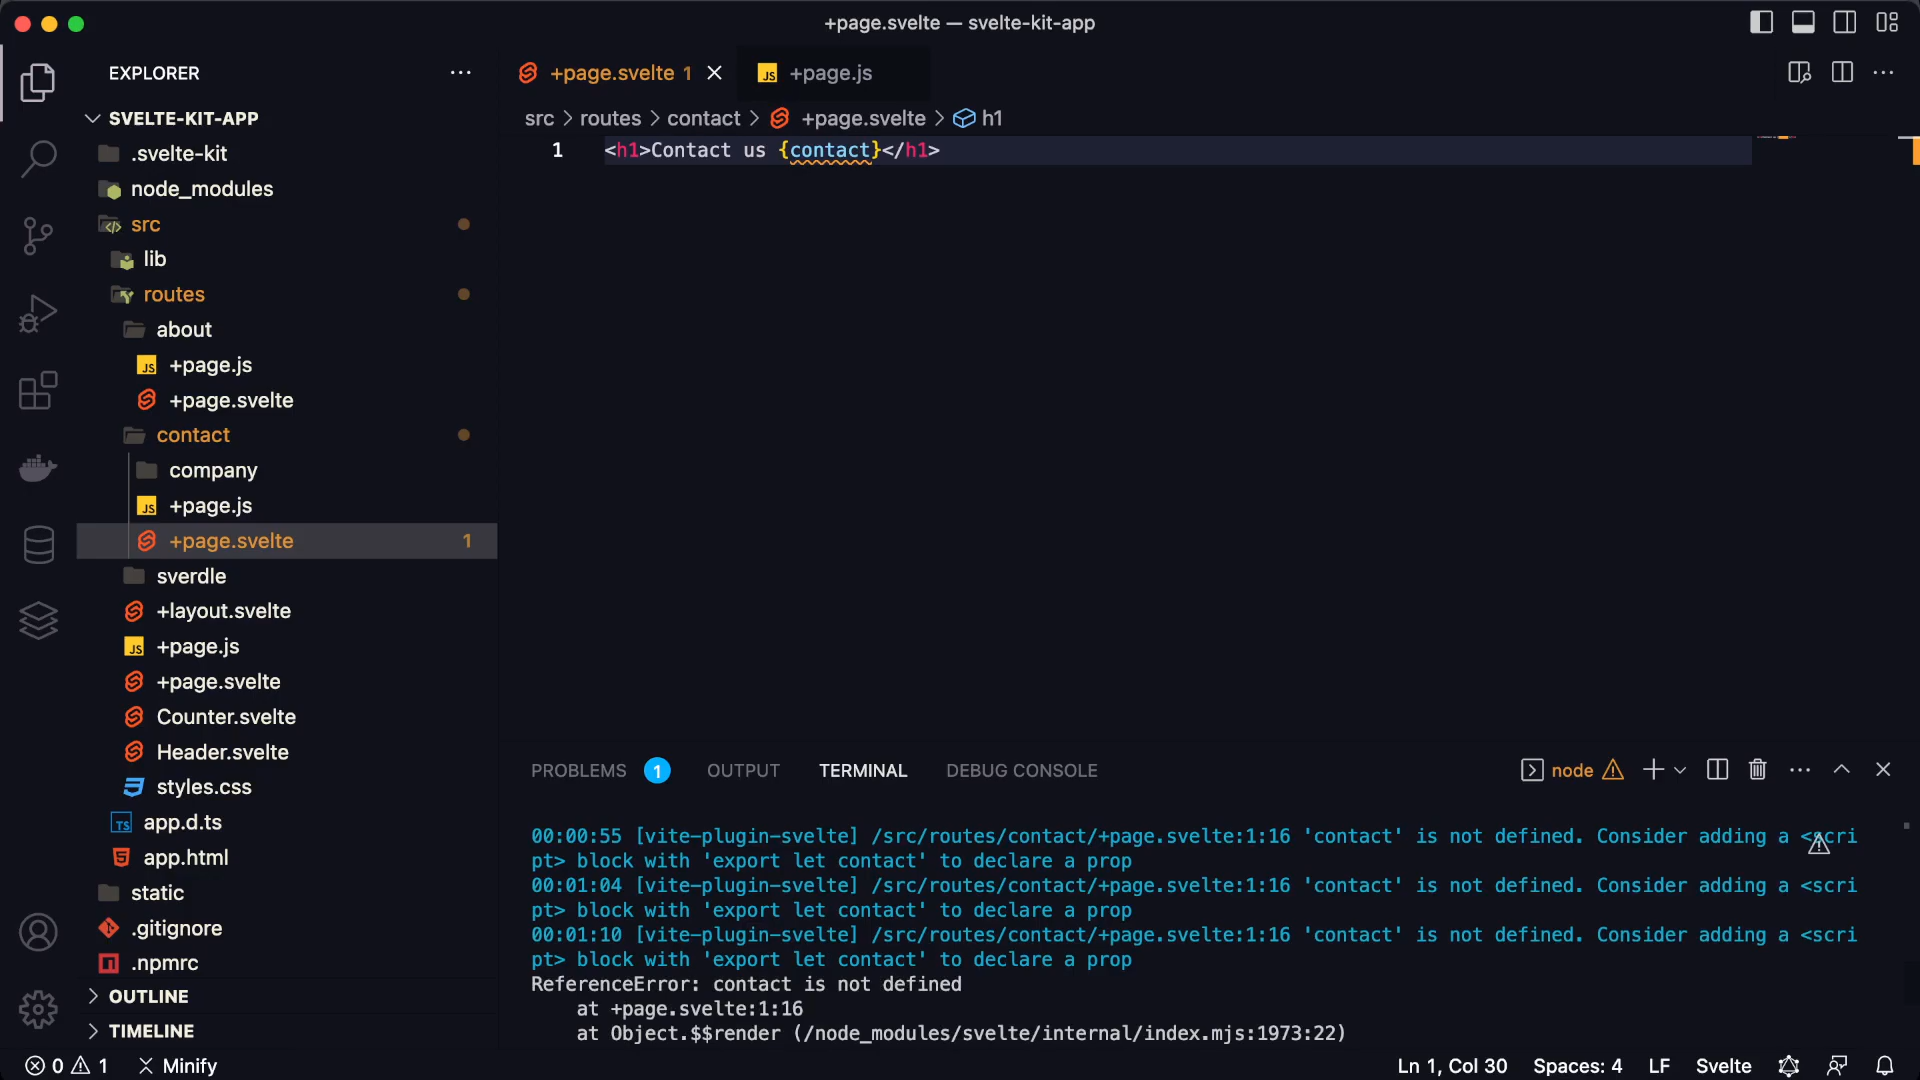 +page.svelte — svelte-kit-app
EXPLORER
SVELTE-KIT-APP
.svelte-kit
node_modules
src
lib
routes
about
+page.js
+page.svelte
contact
company
+page.js
+page.svelte 1
sverdle
+layout.svelte
+page.js
+page.svelte
Counter.svelte
Header.svelte
styles.css
app.d.ts
app.html
static
.gitignore
.npmrc
OUTLINE
TIMELINE
+page.svelte 1
JS +page.js
src > routes > contact > +page.svelte > h1
1 <h1>Contact us {contact}</h1>
PROBLEMS 1 OUTPUT TERMINAL DEBUG CONSOLE
node
00:00:55 [vite-plugin-svelte] /src/routes/contact/+page.svelte:1:16 'contact' is not defined. Consider adding a <scri
pt> block with 'export let contact' to declare a prop
00:01:04 [vite-plugin-svelte] /src/routes/contact/+page.svelte:1:16 'contact' is not defined. Consider adding a <scri
pt> block with 'export let contact' to declare a prop
00:01:10 [vite-plugin-svelte] /src/routes/contact/+page.svelte:1:16 'contact' is not defined. Consider adding a <scri
pt> block with 'export let contact' to declare a prop
ReferenceError: contact is not defined
at +page.svelte:1:16
at Object.$$render (/node_modules/svelte/internal/index.mjs:1973:22)
0 1 Minify
Ln 1, Col 30 Spaces: 4 LF Svelte